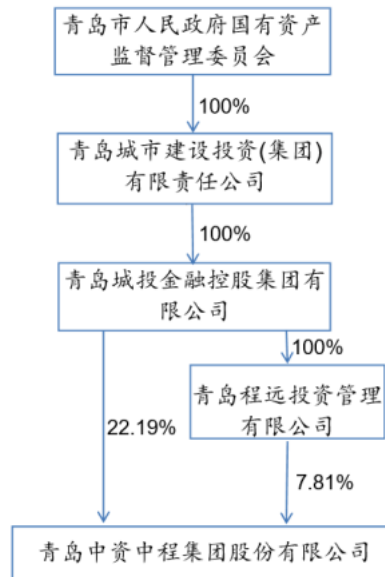 青岛市人民政府国有资产
监督管理委员会
100%
青岛城市建设投资(集团)
有限责任公司
100%
青岛城投金融控股集团有
限公司
100%
青岛程远投资管理
有限公司
22.19%
7.81%
青岛中资中程集团股份有限公司